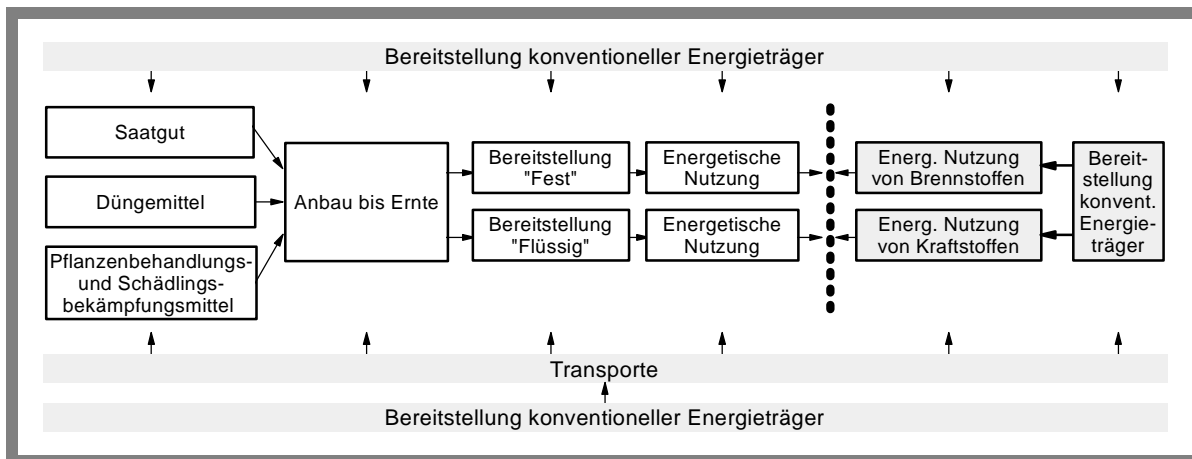 Bereitstellung konventioneller Energieträger
Saatgut
Düngemittel
Pflanzenbehandlungs-
und Schädlings-
bekämpfungsmittel
Anbau bis Ernte
Bereitstellung
"Fest"
Energetische
Nutzung
Bereitstellung
"Flüssig"
Energetische
Nutzung
Energ. Nutzung
von Brennstoffen
Energ. Nutzung
von Kraftstoffen
Bereit-
stellung
konvent.
Energie-
träger
Transporte
Bereitstellung konventioneller Energieträger